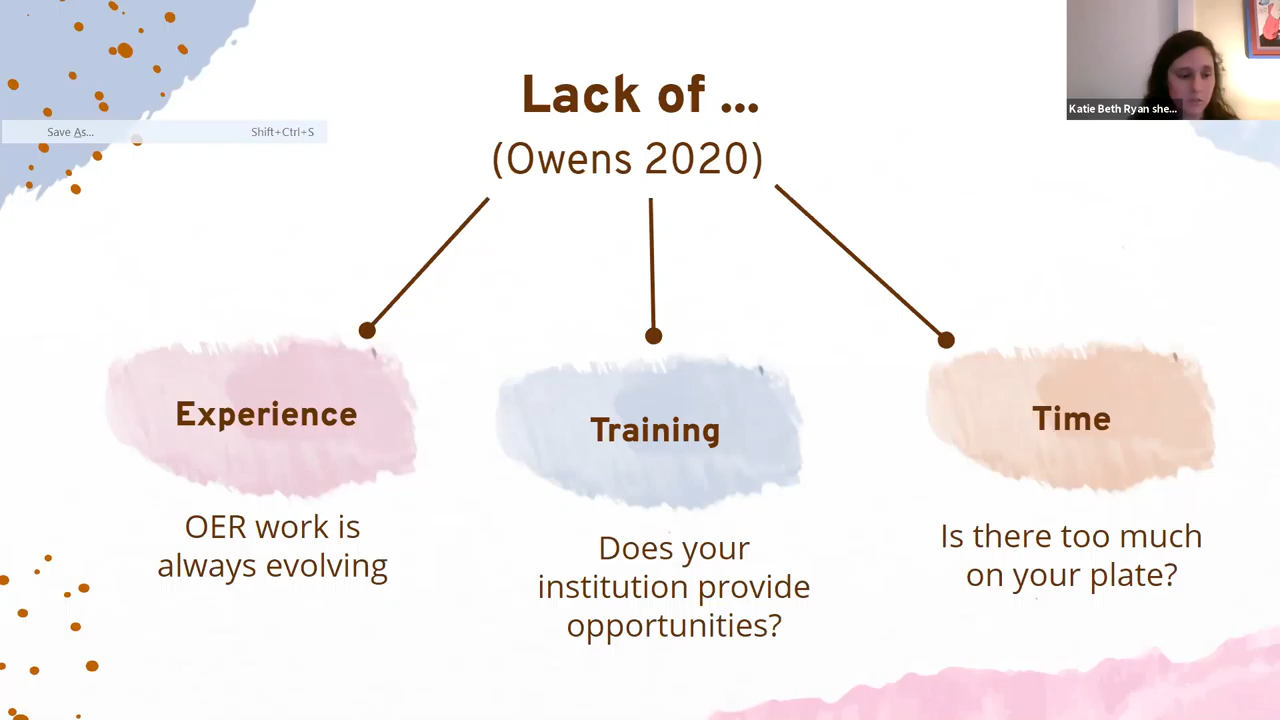 Lack of ...
(Owens 2020)
Katie Beth Ryan she...
Save As... Shift+Ctrl+S
Experience
Training
Time
OER work is
always evolving
Does your
institution provide
opportunities?
Is there too much
on your plate?